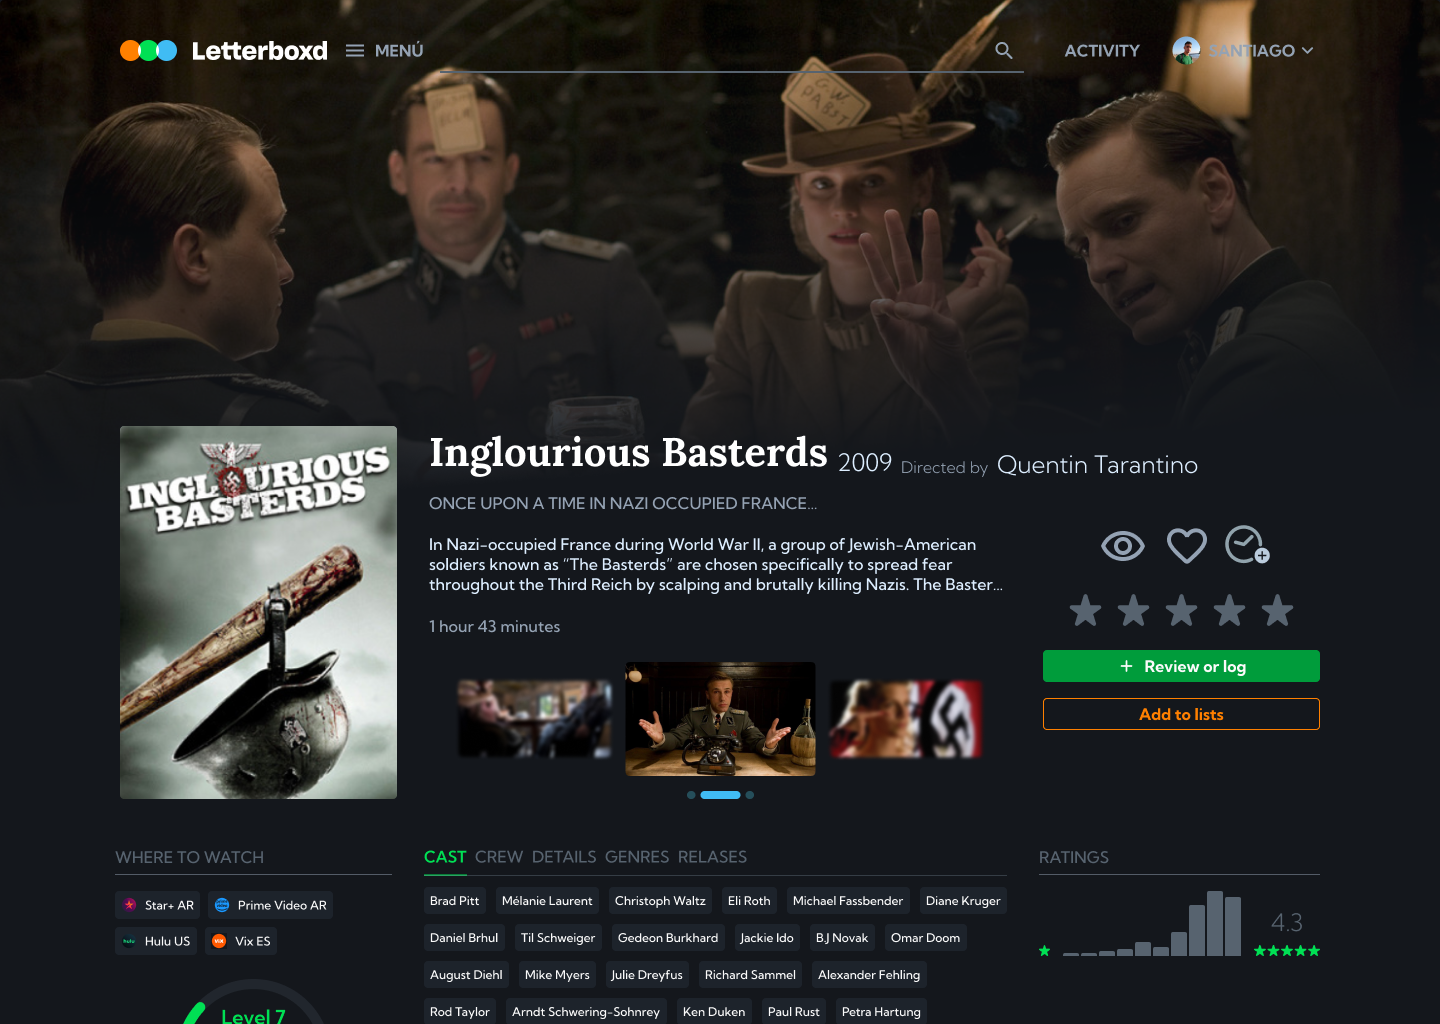 Letterboxd MENÚ ACTIVITY SANTIAGO
G.W. PABST
INGLOURIOUS
BASTERDS
Inglourious Basterds 2009 Directed by Quentin Tarantino
ONCE UPON A TIME IN NAZI OCCUPIED FRANCE...
In Nazi-occupied France during World War II, a group of Jewish-American
soldiers known as “The Basterds” are chosen specifically to spread fear
throughout the Third Reich by scalping and brutally killing Nazis. The Baster...
1 hour 43 minutes
+ Review or log
Add to lists
WHERE TO WATCH
Star+ AR Prime Video AR
hulu Hulu US VIX Vix ES
Level 7
CAST CREW DETAILS GENRES RELASES
Brad Pitt Mélanie Laurent Christoph Waltz Eli Roth Michael Fassbender Diane Kruger
Daniel Brhul Til Schweiger Gedeon Burkhard Jackie Ido B.J Novak Omar Doom
August Diehl Mike Myers Julie Dreyfus Richard Sammel Alexander Fehling
Rod Taylor Arndt Schwering-Sohnrey Ken Duken Paul Rust Petra Hartung
RATINGS
4.3